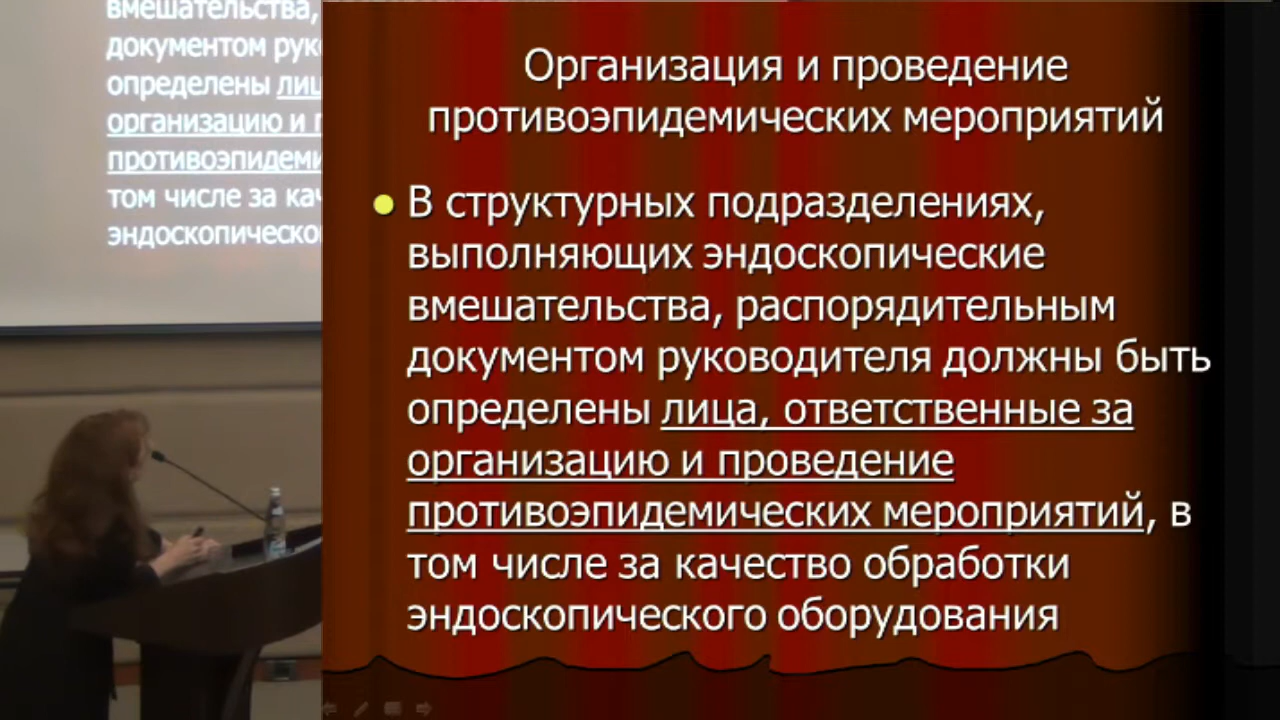 вмешательства,
документом рук
определены лиц
организацию и п
противоэпидеми
том числе за кач
эндоскопическо
Организация и проведение
противоэпидемических мероприятий
В структурных подразделениях,
выполняющих эндоскопические
вмешательства, распорядительным
документом руководителя должны быть
определены лица, ответственные за
организацию и проведение
противоэпидемических мероприятий, в
том числе за качество обработки
эндоскопического оборудования